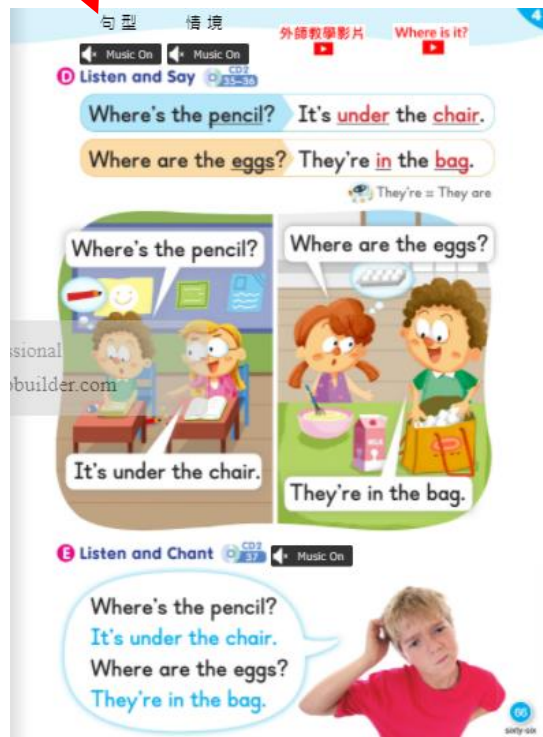 句型 情境 外師教學影片 Where is it? 4
Music On Music On
D Listen and Say CD2 35-36
Where's the pencil? It's under the chair.
Where are the eggs? They're in the bag.
They're = They are
Where's the pencil?
Where are the eggs?
ssional
obuilder.com
MILK
It's under the chair.
They're in the bag.
E Listen and Chant CD2 37 Music On
Where's the pencil?
It's under the chair.
Where are the eggs?
They're in the bag.
66
sixty-six